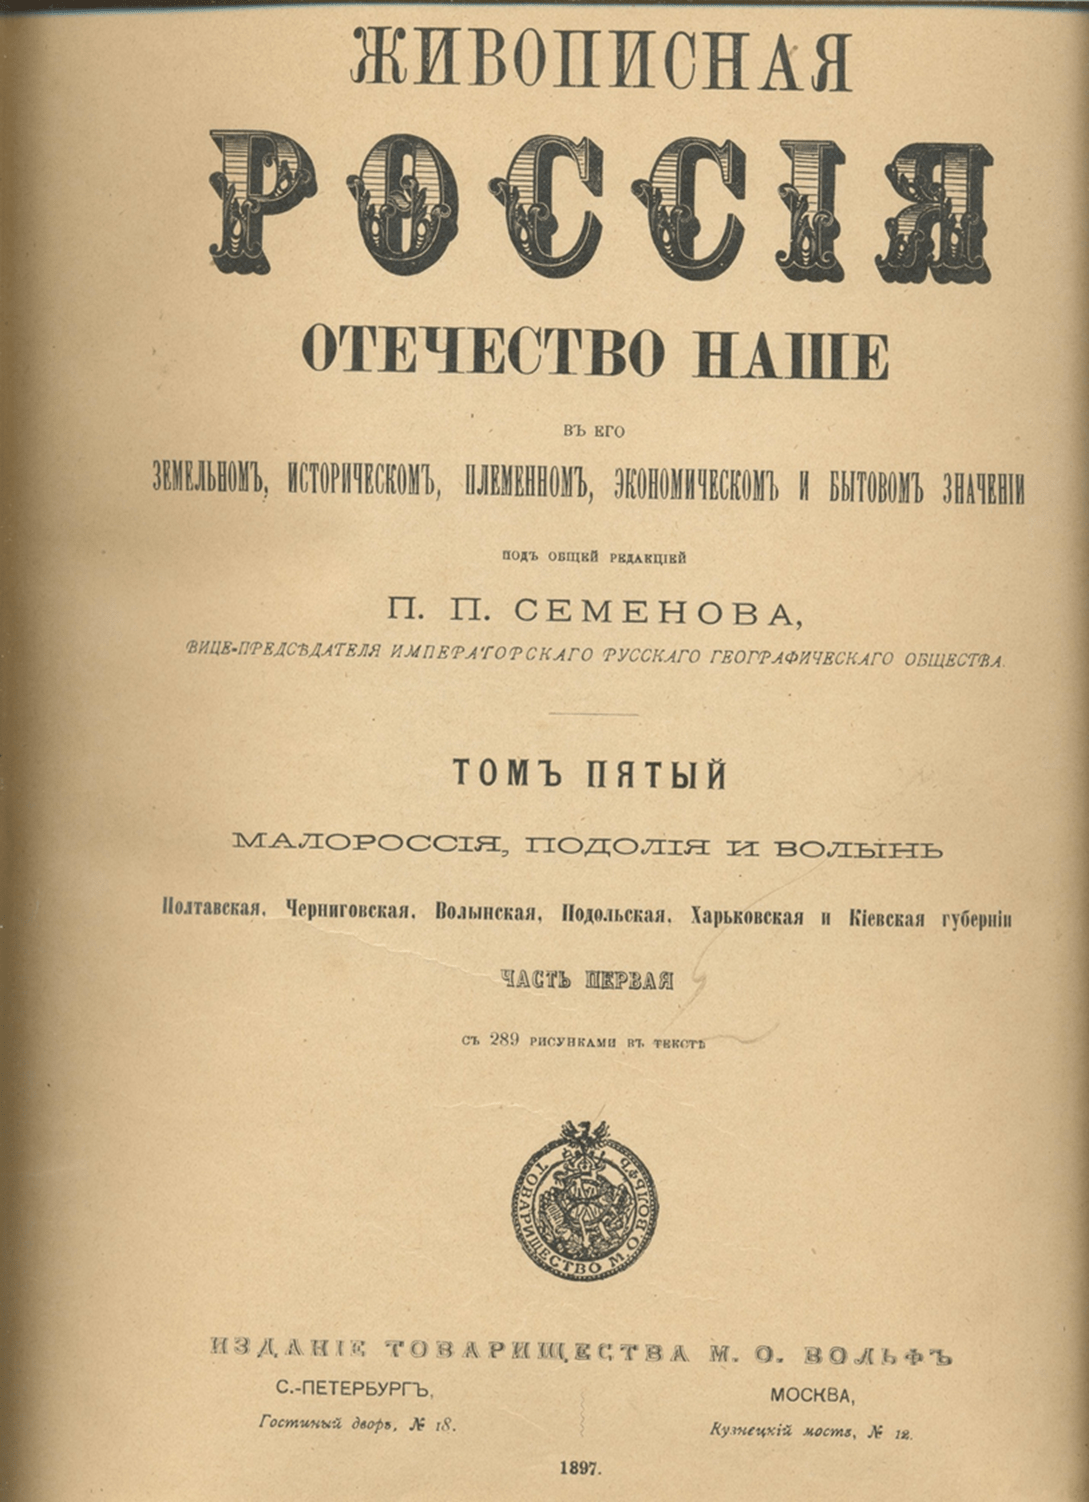 ЖИВОПИСНАЯ
РОССІЯ
ОТЕЧЕСТВО НАШЕ
ВЪ ЕГО
ЗЕМЕЛЬНОМЪ, ИСТОРИЧЕСКОМЪ, ПЛЕМЕННОМЪ, ЭКОНОМИЧЕСКОМЪ И БЫТОВОМЪ ЗНАЧЕНІИ
ПОДЪ ОБЩЕЙ РЕДАКЦІЕЙ
П. П. СЕМЕНОВА,
ВИЦЕ-ПРЕДСѢДАТЕЛЯ ИМПЕРАТОРСКАГО РУССКАГО ГЕОГРАФИЧЕСКАГО ОБЩЕСТВА.
ТОМЪ ПЯТЫЙ
МАЛОРОССІЯ, ПОДОЛІЯ И ВОЛЫНЬ
Полтавская, Черниговская, Волынская, Подольская, Харьковская и Кіевская губерніи
ЧАСТЬ ПЕРВАЯ
СЪ 289 РИСУНКАМИ ВЪ ТЕКСТѢ
ТОВАРИЩЕСТВО М.О.ВОЛЬФЪ
ИЗДАНІЕ ТОВАРИЩЕСТВА М. О. ВОЛЬФЪ
С.-ПЕТЕРБУРГЪ,
Гостиный дворъ, № 18.
МОСКВА,
Кузнецкій мостъ, № 12.
1897.